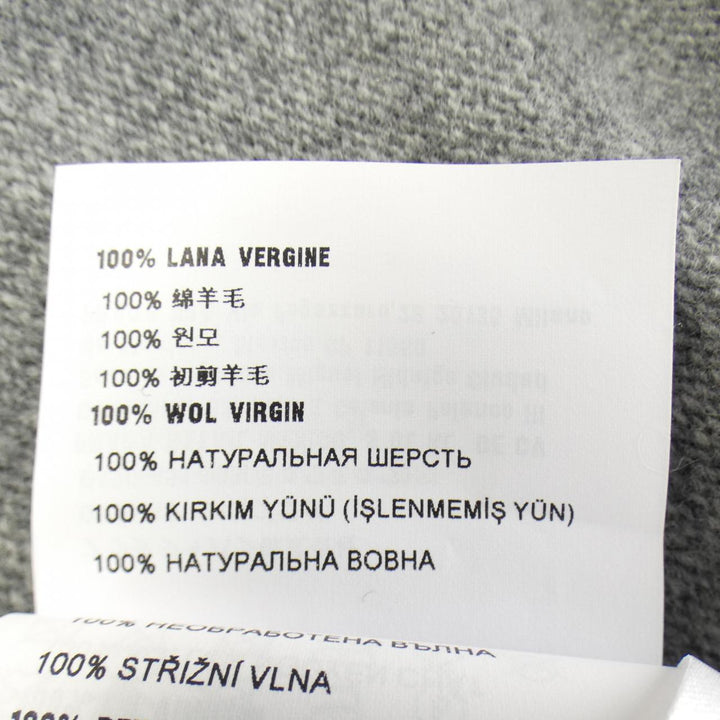 100% LANA VERGINE
100% 绵羊毛
100% 원모
100% 初剪羊毛
100% WOL VIRGIN
100% НАТУРАЛЬНАЯ ШЕРСТЬ
100% KIRKIM YÜNÜ (İŞLENMEMİŞ YÜN)
100% НАТУРАЛЬНА ВОВНА
100% НЕОБРАБОТЕНА ВЪЛНА
100% STŘIŽNÍ VLNA
100%